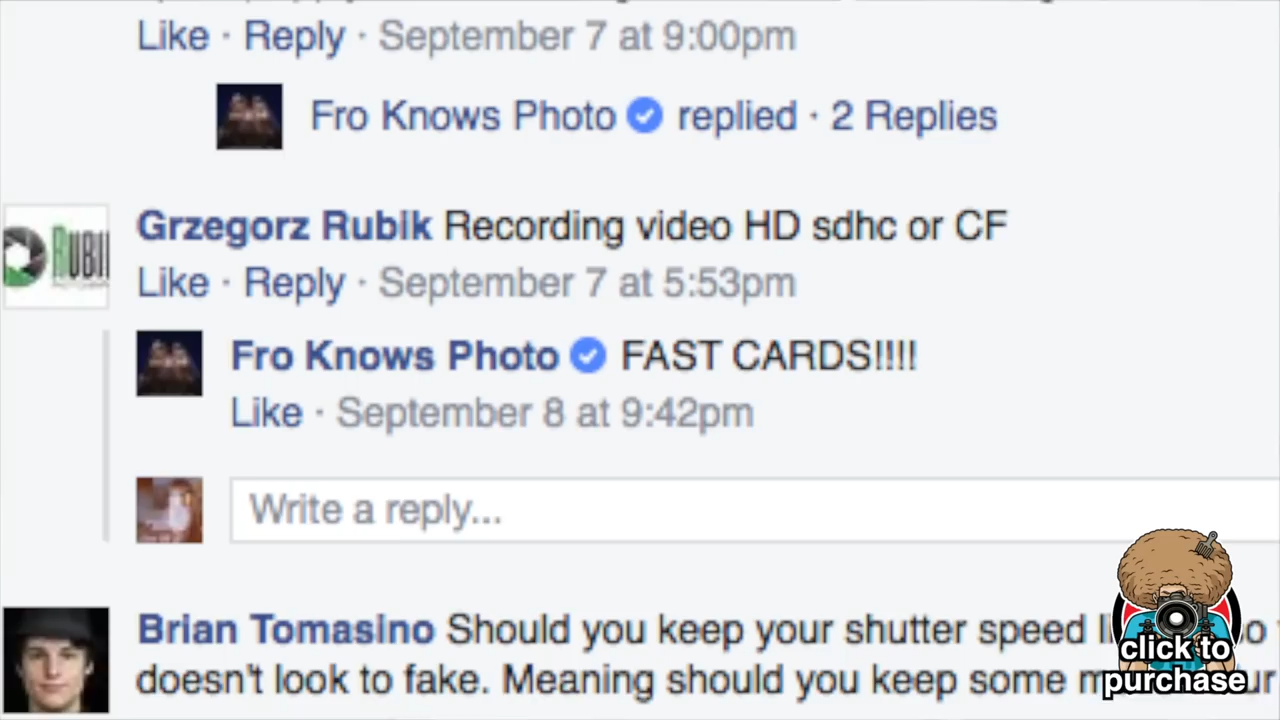 Like · Reply · September 7 at 9:00pm
Fro Knows Photo replied · 2 Replies
RUBI
Grzegorz Rubik Recording video HD sdhc or CF
Like · Reply · September 7 at 5:53pm
Fro Knows Photo FAST CARDS!!!!
Like · September 8 at 9:42pm
Write a reply...
Brian Tomasino Should you keep your shutter speed
doesn't look to fake. Meaning should you keep some
click to
purchase